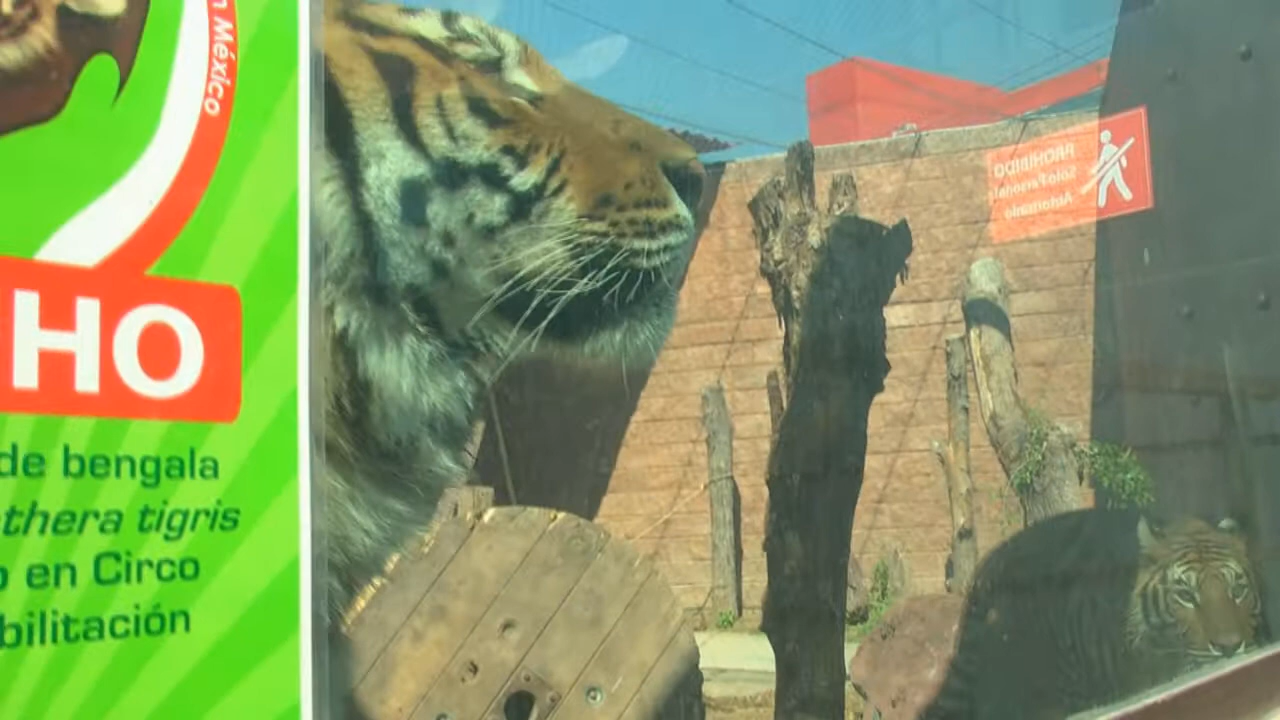 n México
HO
de bengala
thera tigris
o en Circo
bilitación
PROHIBIDO
Solo Personal
Autorizado